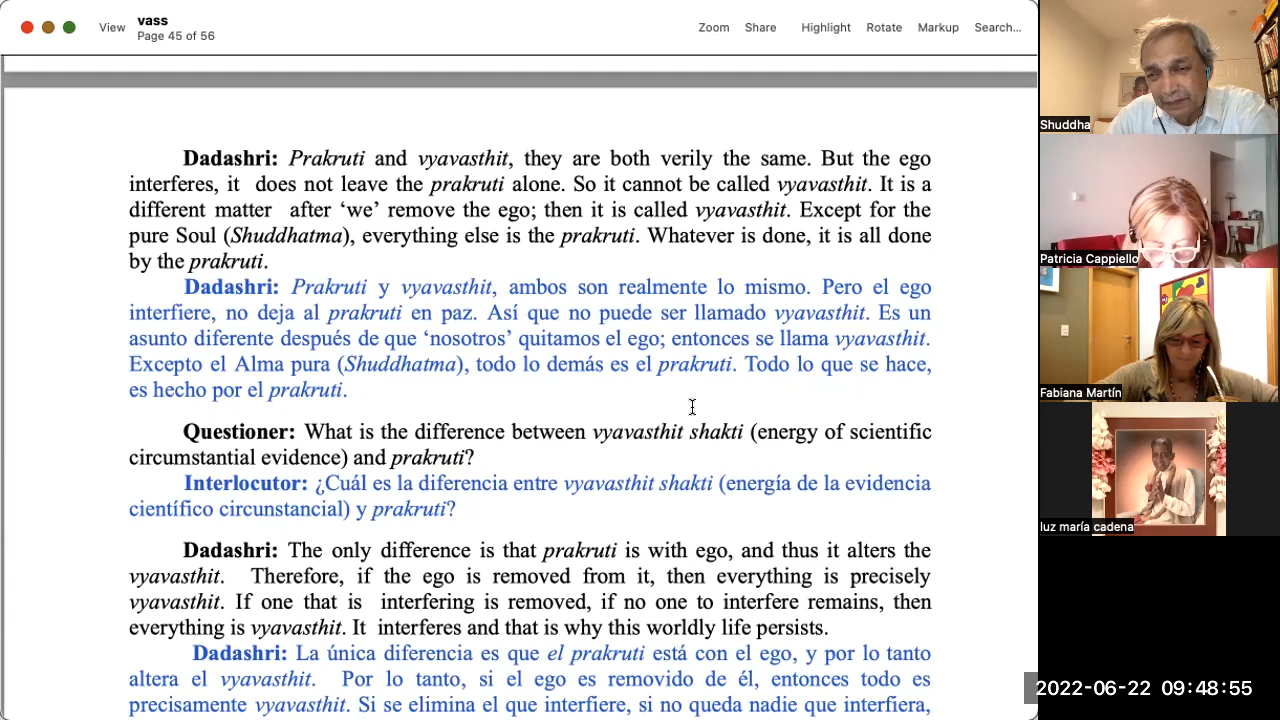 View
vass
Page 45 of 56
Zoom Share Highlight Rotate Markup Search...
Dadashri: Prakruti and vyavasthit, they are both verily the same. But the ego
interferes, it does not leave the prakruti alone. So it cannot be called vyavasthit. It is a
different matter after ‘we’ remove the ego; then it is called vyavasthit. Except for the
pure Soul (Shuddhatma), everything else is the prakruti. Whatever is done, it is all done
by the prakruti.
Dadashri: Prakruti y vyavasthit, ambos son realmente lo mismo. Pero el ego
interfiere, no deja al prakruti en paz. Así que no puede ser llamado vyavasthit. Es un
asunto diferente después de que ‘nosotros’ quitamos el ego; entonces se llama vyavasthit.
Excepto el Alma pura (Shuddhatma), todo lo demás es el prakruti. Todo lo que se hace,
es hecho por el prakruti.
Questioner: What is the difference between vyavasthit shakti (energy of scientific
circumstantial evidence) and prakruti?
Interlocutor: ¿Cuál es la diferencia entre vyavasthit shakti (energía de la evidencia
científico circunstancial) y prakruti?
Dadashri: The only difference is that prakruti is with ego, and thus it alters the
vyavasthit. Therefore, if the ego is removed from it, then everything is precisely
vyavasthit. If one that is interfering is removed, if no one to interfere remains, then
everything is vyavasthit. It interferes and that is why this worldly life persists.
Dadashri: La única diferencia es que el prakruti está con el ego, y por lo tanto
altera el vyavasthit. Por lo tanto, si el ego es removido de él, entonces todo es
precisamente vyavasthit. Si se elimina el que interfiere, si no queda nadie que interfiera,
Shuddha
Patricia Cappiello
Fabiana Martín
luz maría cadena
2022-06-22 09:48:55